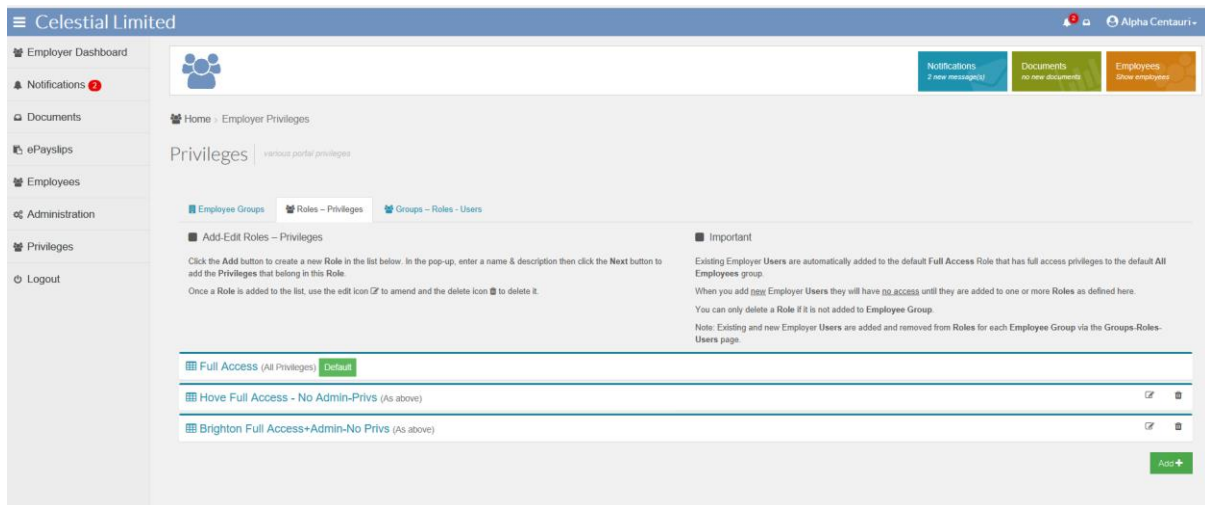 Celestial Limited
2
Alpha Centauri
Employer Dashboard
Notifications 2
Documents
ePayslips
Employees
Administration
Privileges
Logout
Notifications
2 new message(s)
Documents
no new documents
Employees
Show employees
Home > Employer Privileges
Privileges various portal privileges
Employee Groups
Roles – Privileges
Groups – Roles - Users
Add-Edit Roles – Privileges
Click the Add button to create a new Role in the list below. In the pop-up, enter a name & description then click the Next button to
add the Privileges that belong in this Role.
Once a Role is added to the list, use the edit icon to amend and the delete icon to delete it.
Important
Existing Employer Users are automatically added to the default Full Access Role that has full access privileges to the default All
Employees group.
When you add new Employer Users they will have no access until they are added to one or more Roles as defined here.
You can only delete a Role if it is not added to Employee Group.
Note: Existing and new Employer Users are added and removed from Roles for each Employee Group via the Groups-Roles-
Users page.
Full Access (All Privileges) Default
Hove Full Access - No Admin-Privs (As above)
Brighton Full Access+Admin-No Privs (As above)
Add +